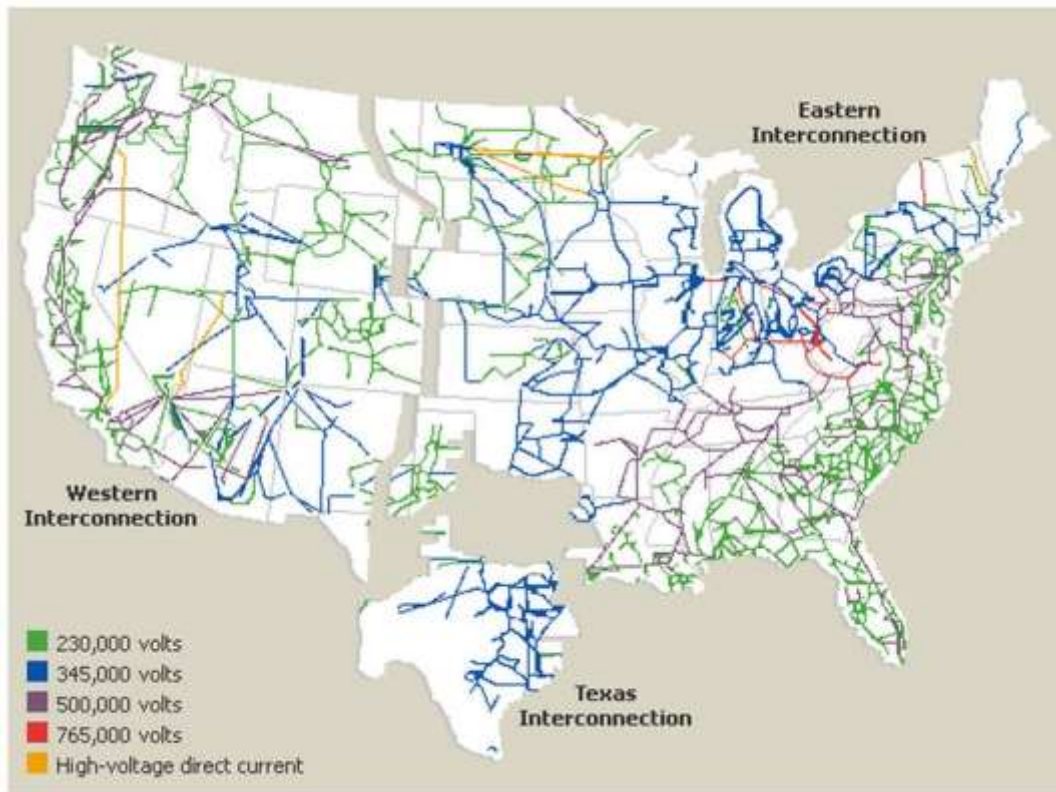 Eastern
Interconnection
Western
Interconnection
Texas
Interconnection
230,000 volts
345,000 volts
500,000 volts
765,000 volts
High-voltage direct current